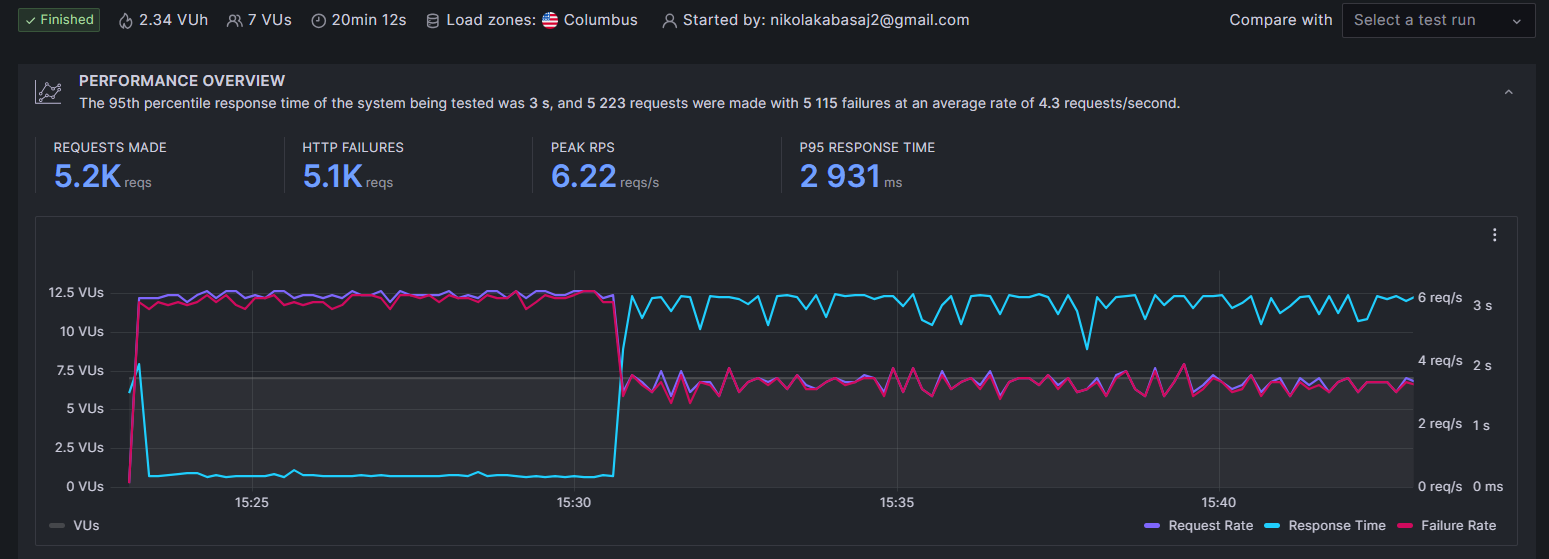 Finished 2.34 VUh 7 VUs 20min 12s Load zones: Columbus Started by: nikolakabasaj2@gmail.com Compare with Select a test run
PERFORMANCE OVERVIEW
The 95th percentile response time of the system being tested was 3 s, and 5 223 requests were made with 5 115 failures at an average rate of 4.3 requests/second.
REQUESTS MADE HTTP FAILURES PEAK RPS P95 RESPONSE TIME
5.2K reqs 5.1K reqs 6.22 reqs/s 2 931 ms
12.5 VUs 6 req/s 3 s
10 VUs
7.5 VUs 4 req/s 2 s
5 VUs
2 req/s 1 s
2.5 VUs
0 VUs 0 req/s 0 ms
15:25 15:30 15:35 15:40
VUs Request Rate Response Time Failure Rate